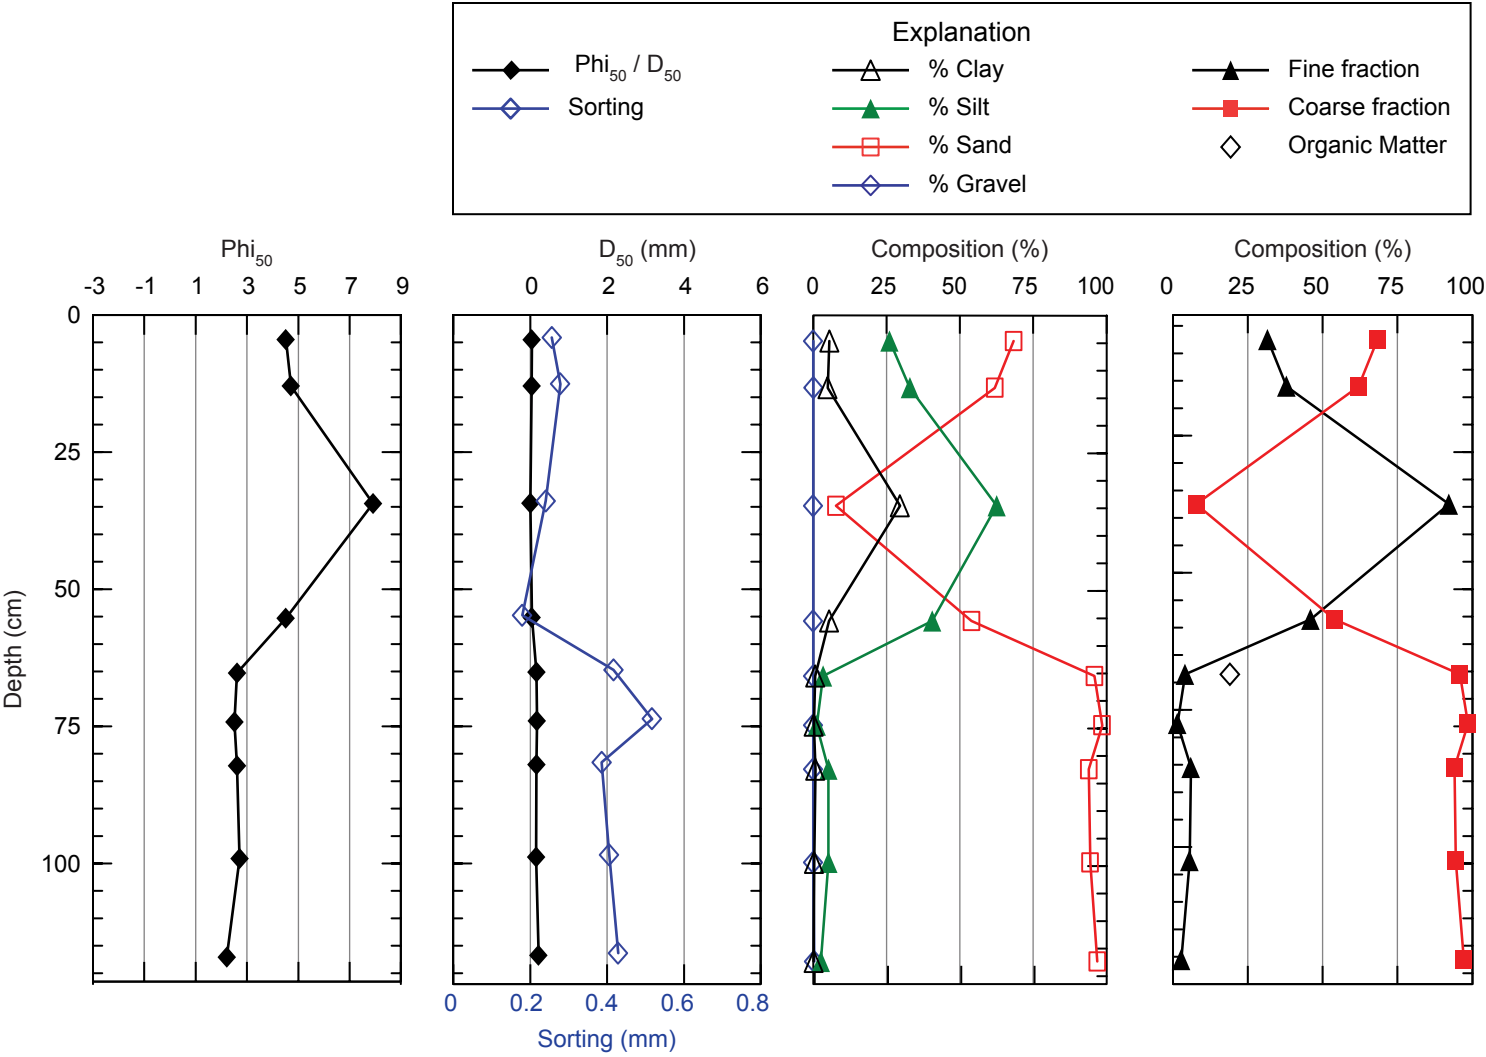 Explanation
Phi50 / D50
% Clay
Fine fraction
Sorting
% Silt
Coarse fraction
% Sand
Organic Matter
% Gravel
Phi50
D50 (mm)
Composition (%)
Composition (%)
-3 -1 1 3 5 7 9
0 2 4 6
0 25 50 75 100
0 25 50 75 100
0
25
50
75
100
Depth (cm)
0 0.2 0.4 0.6 0.8
Sorting (mm)